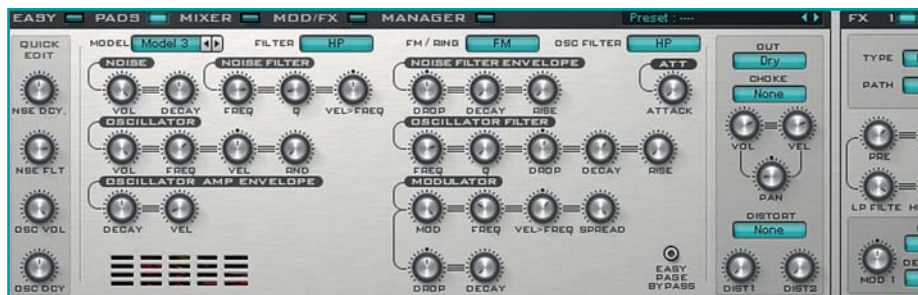 EASY PADS MIXER MOD/FX MANAGER Preset : ---- FX 1
QUICK EDIT
NSE DCY.
NSE FLT
OSC VOL
OSC DCY
MODEL Model 3 FILTER HP FM / RING FM OSC FILTER HP
NOISE NOISE FILTER NOISE FILTER ENVELOPE ATT
VOL DECAY FREQ Q VEL>FREQ DROP DECAY RISE ATTACK
OSCILLATOR OSCILLATOR FILTER
VOL FREQ VEL RND FREQ Q DROP DECAY RISE
OSCILLATOR AMP ENVELOPE MODULATOR
DECAY VEL MOD FREQ VEL>FREQ SPREAD
DROP DECAY
EASY PAGE BYPASS
OUT
Dry
CHOKE
None
VOL VEL
PAN
DISTORT
None
DIST1 DIST2
TYPE
PATH
PRE
LP FILTE
MOD 1